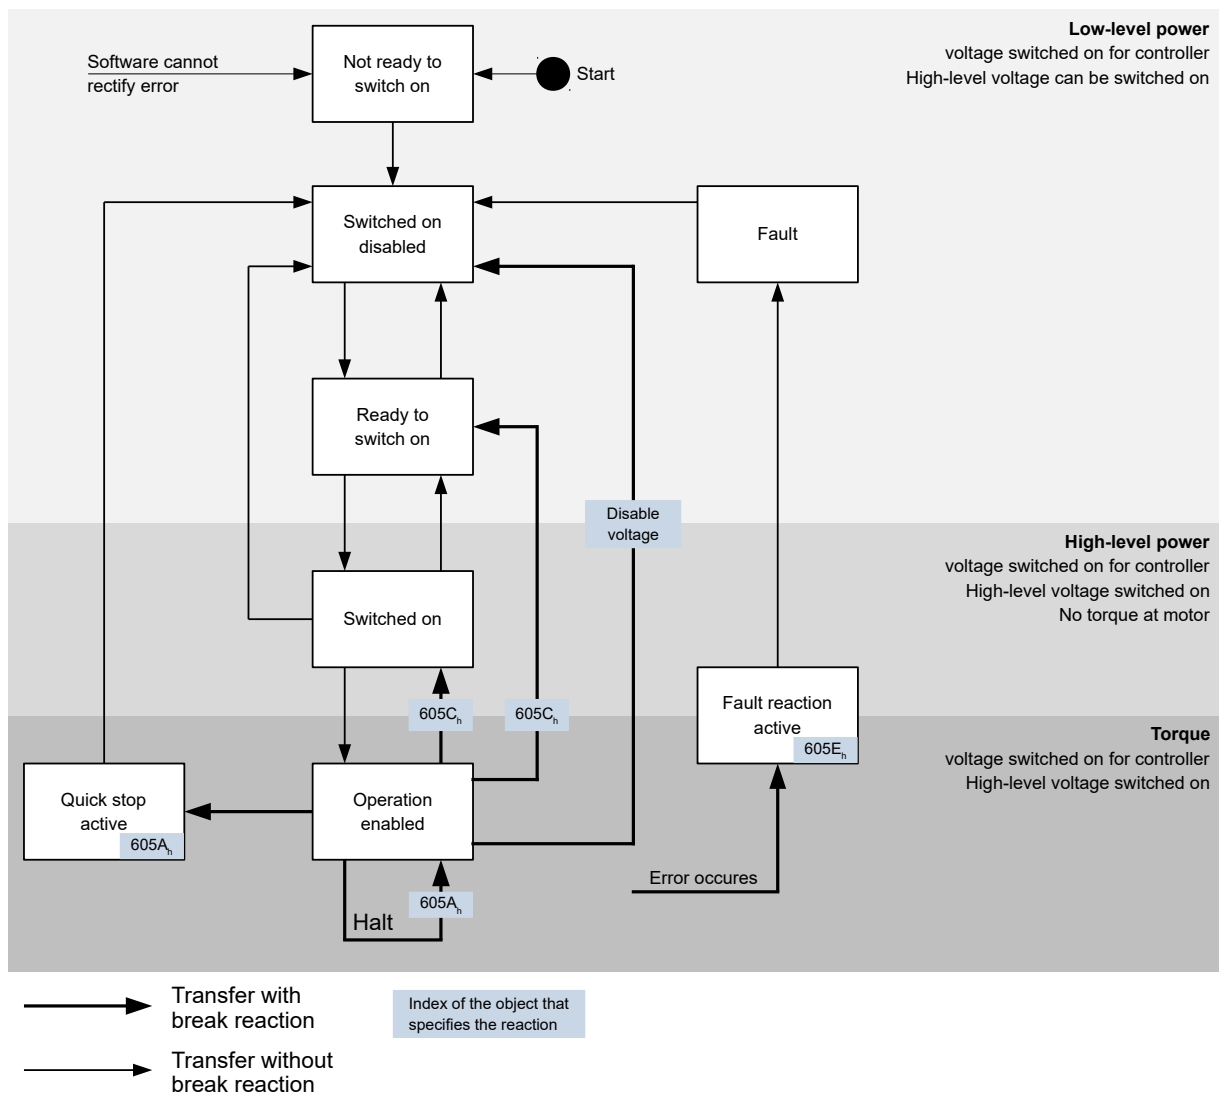 Low-level power
voltage switched on for controller
High-level voltage can be switched on
Software cannot
rectify error
Not ready to
switch on
Start
Switched on
disabled
Fault
Ready to
switch on
Disable
voltage
High-level power
voltage switched on for controller
High-level voltage switched on
No torque at motor
Switched on
605Ch
605Ch
Fault reaction
active
605Eh
Torque
voltage switched on for controller
High-level voltage switched on
Quick stop
active
605Ah
Operation
enabled
Error occures
605Ah
Halt
Transfer with
break reaction
Index of the object that
specifies the reaction
Transfer without
break reaction